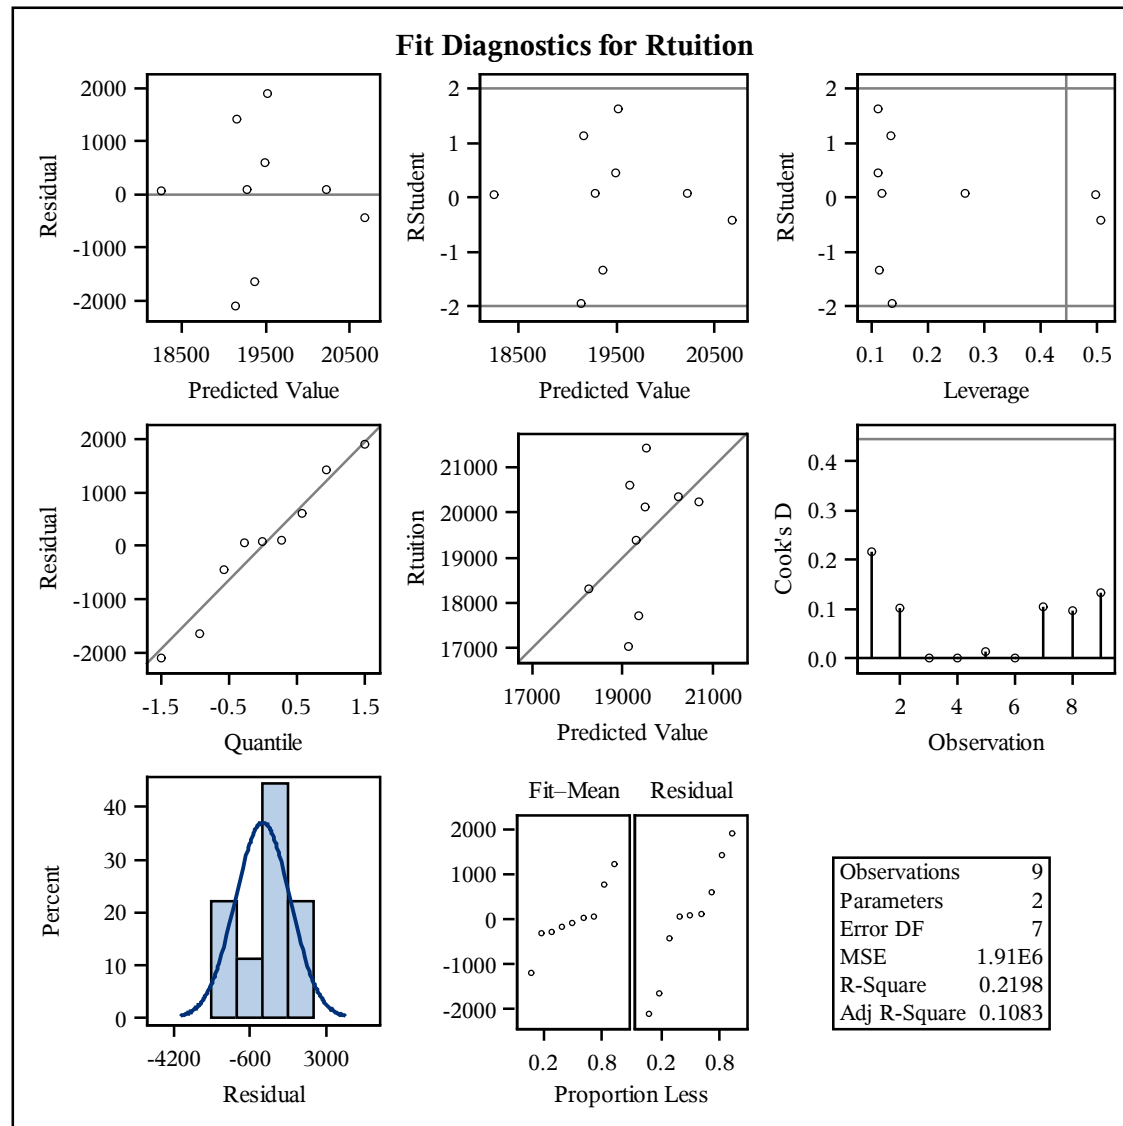 Fit Diagnostics for Rtuition
2000
1000
0
-1000
-2000
Residual
18500 19500 20500
Predicted Value
2
1
0
-1
-2
RStudent
18500 19500 20500
Predicted Value
2
1
0
-1
-2
RStudent
0.1 0.2 0.3 0.4 0.5
Leverage
2000
1000
0
-1000
-2000
Residual
-1.5 -0.5 0.5 1.5
Quantile
21000
20000
19000
18000
17000
Rtuition
17000 19000 21000
Predicted Value
0.4
0.3
0.2
0.1
0.0
Cook's D
2 4 6 8
Observation
40
30
20
10
0
Percent
-4200 -600 3000
Residual
Fit–Mean Residual
2000
1000
0
-1000
-2000
0.2 0.8 0.2 0.8
Proportion Less
Observations 9
Parameters 2
Error DF 7
MSE 1.91E6
R-Square 0.2198
Adj R-Square 0.1083